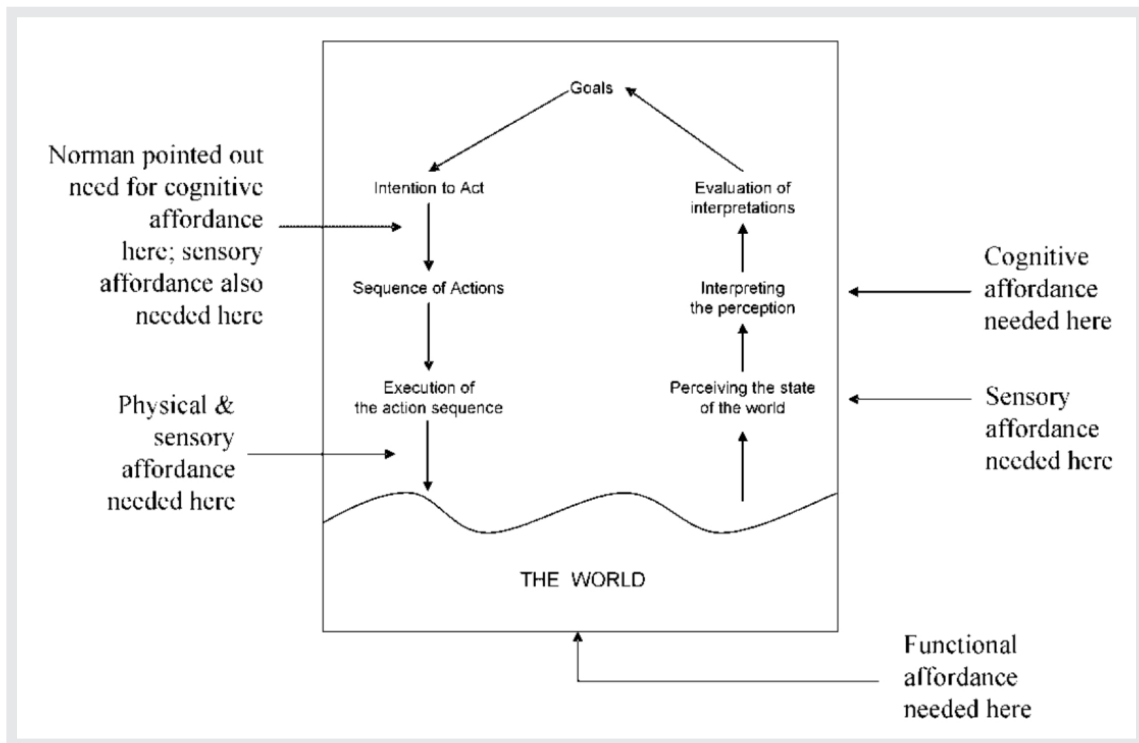 Goals
Norman pointed out
need for cognitive
affordance
here; sensory
affordance also
needed here
Intention to Act
Sequence of Actions
Physical &
sensory
affordance
needed here
Execution of
the action sequence
Evaluation of
interpretations
Interpreting
the perception
Cognitive
affordance
needed here
Perceiving the state
of the world
Sensory
affordance
needed here
THE WORLD
Functional
affordance
needed here